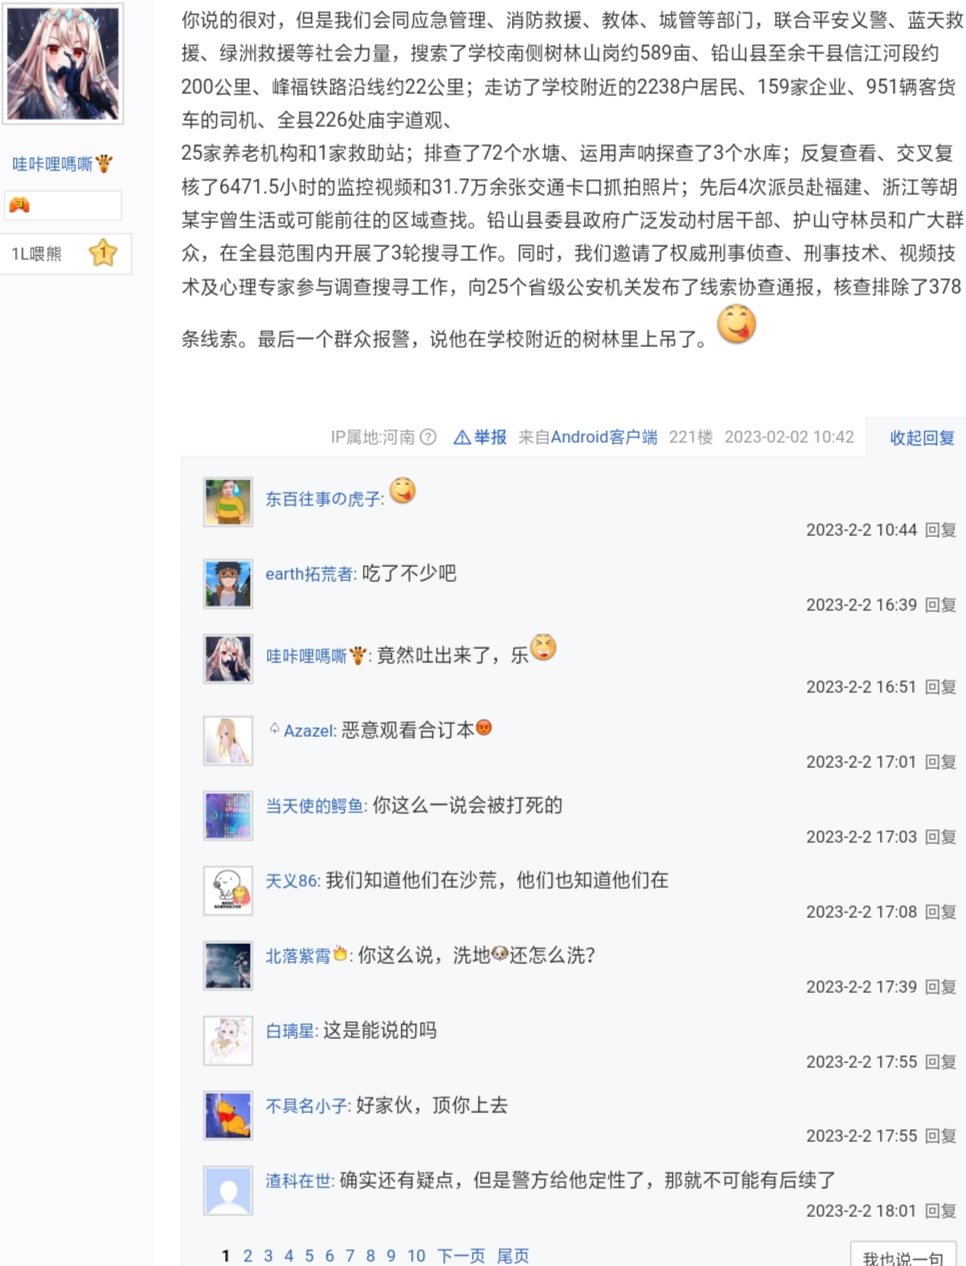 你说的很对，但是我们会同应急管理、消防救援、教体、城管等部门，联合平安义警、蓝天救
援、绿洲救援等社会力量，搜索了学校南侧树林山岗约589亩、铅山县至余干县信江河段约
200公里、峰福铁路沿线约22公里；走访了学校附近的2238户居民、159家企业、951辆客货
车的司机、全县226处庙宇道观、
25家养老机构和1家救助站；排查了72个水塘、运用声呐探查了3个水库；反复查看、交叉复
核了6471.5小时的监控视频和31.7万余张交通卡口抓拍照片；先后4次派员赴福建、浙江等胡
某宇曾生活或可能前往的区域查找。铅山县委县政府广泛发动村居干部、护山守林员和广大群
众，在全县范围内开展了3轮搜寻工作。同时，我们邀请了权威刑事侦查、刑事技术、视频技
术及心理专家参与调查搜寻工作，向25个省级公安机关发布了线索协查通报，核查排除了378
条线索。最后一个群众报警，说他在学校附近的树林里上吊了。
哇咔哩嗎嘶
1L喂熊 1
IP属地:河南 ? 举报 来自Android客户端 221楼 2023-02-02 10:42 收起回复
东百往事の虎子:
2023-2-2 10:44 回复
earth拓荒者: 吃了不少吧
2023-2-2 16:39 回复
哇咔哩嗎嘶: 竟然吐出来了，乐
2023-2-2 16:51 回复
♤Azazel: 恶意观看合订本
2023-2-2 17:01 回复
当天使的鳄鱼: 你这么一说会被打死的
2023-2-2 17:03 回复
天义86: 我们知道他们在沙荒，他们也知道他们在
2023-2-2 17:08 回复
北落紫霄: 你这么说，洗地还怎么洗？
2023-2-2 17:39 回复
白璃星: 这是能说的吗
2023-2-2 17:55 回复
不具名小子: 好家伙，顶你上去
2023-2-2 17:55 回复
渣科在世: 确实还有疑点，但是警方给他定性了，那就不可能有后续了
2023-2-2 18:01 回复
1 2 3 4 5 6 7 8 9 10 下一页 尾页
我也说一句